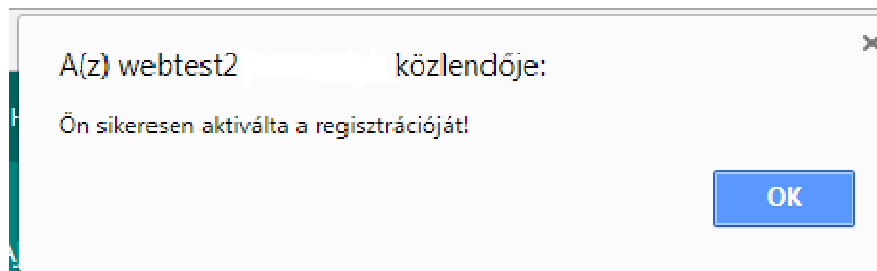 A(z) webtest2 közlendője:
Ön sikeresen aktiválta a regisztrációját!
OK